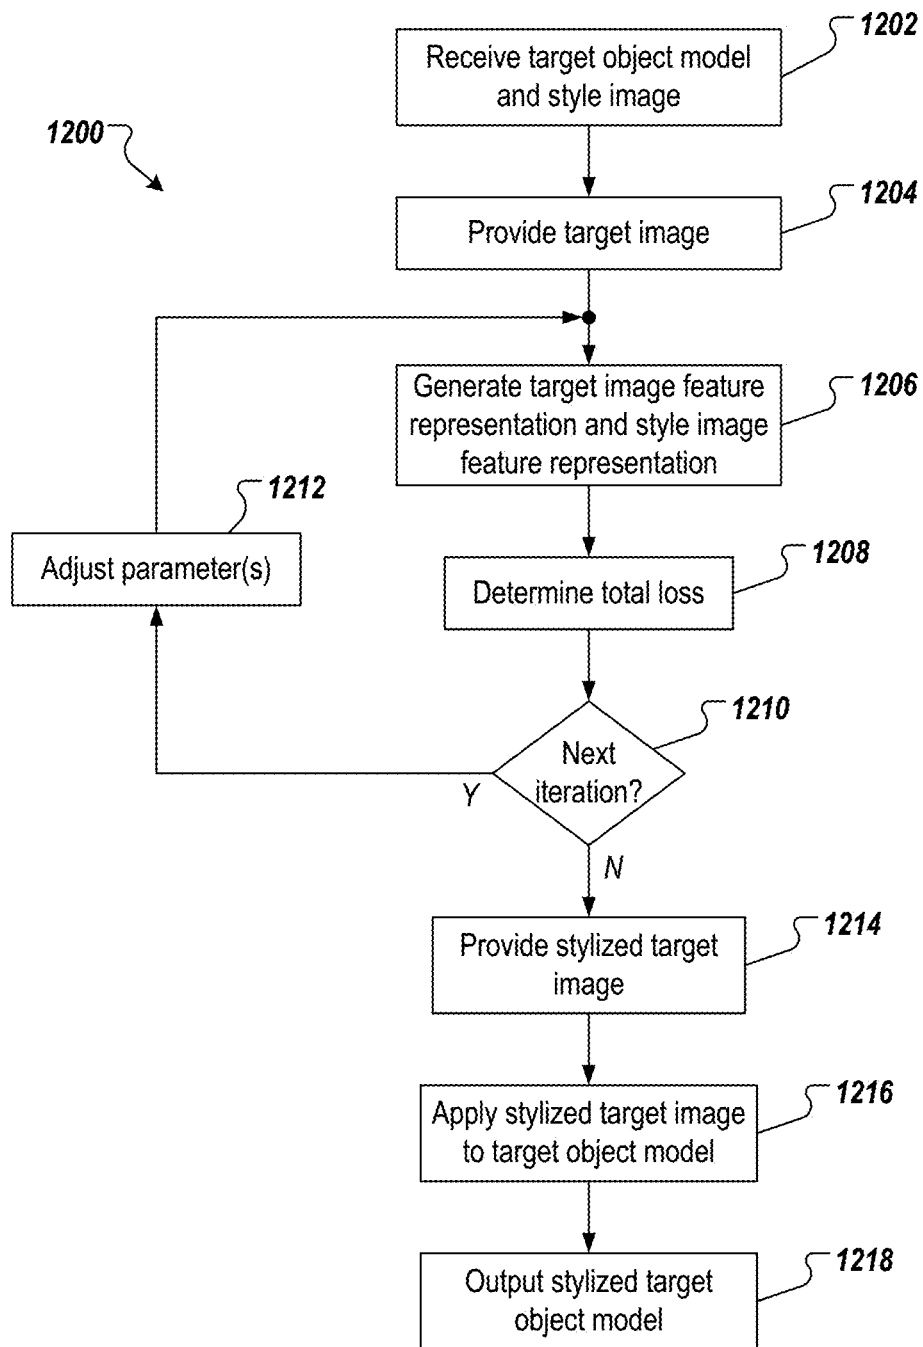 1202
Receive target object model
and style image
1200
1204
Provide target image
1206
Generate target image feature
representation and style image
feature representation
1212
Adjust parameter(s)
1208
Determine total loss
1210
Next
iteration?
Y
N
1214
Provide stylized target
image
1216
Apply stylized target image
to target object model
1218
Output stylized target
object model